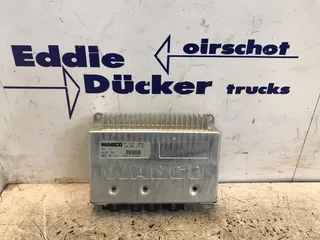 Eddie
Dücker
oirschot
trucks
WABCO
WABCO